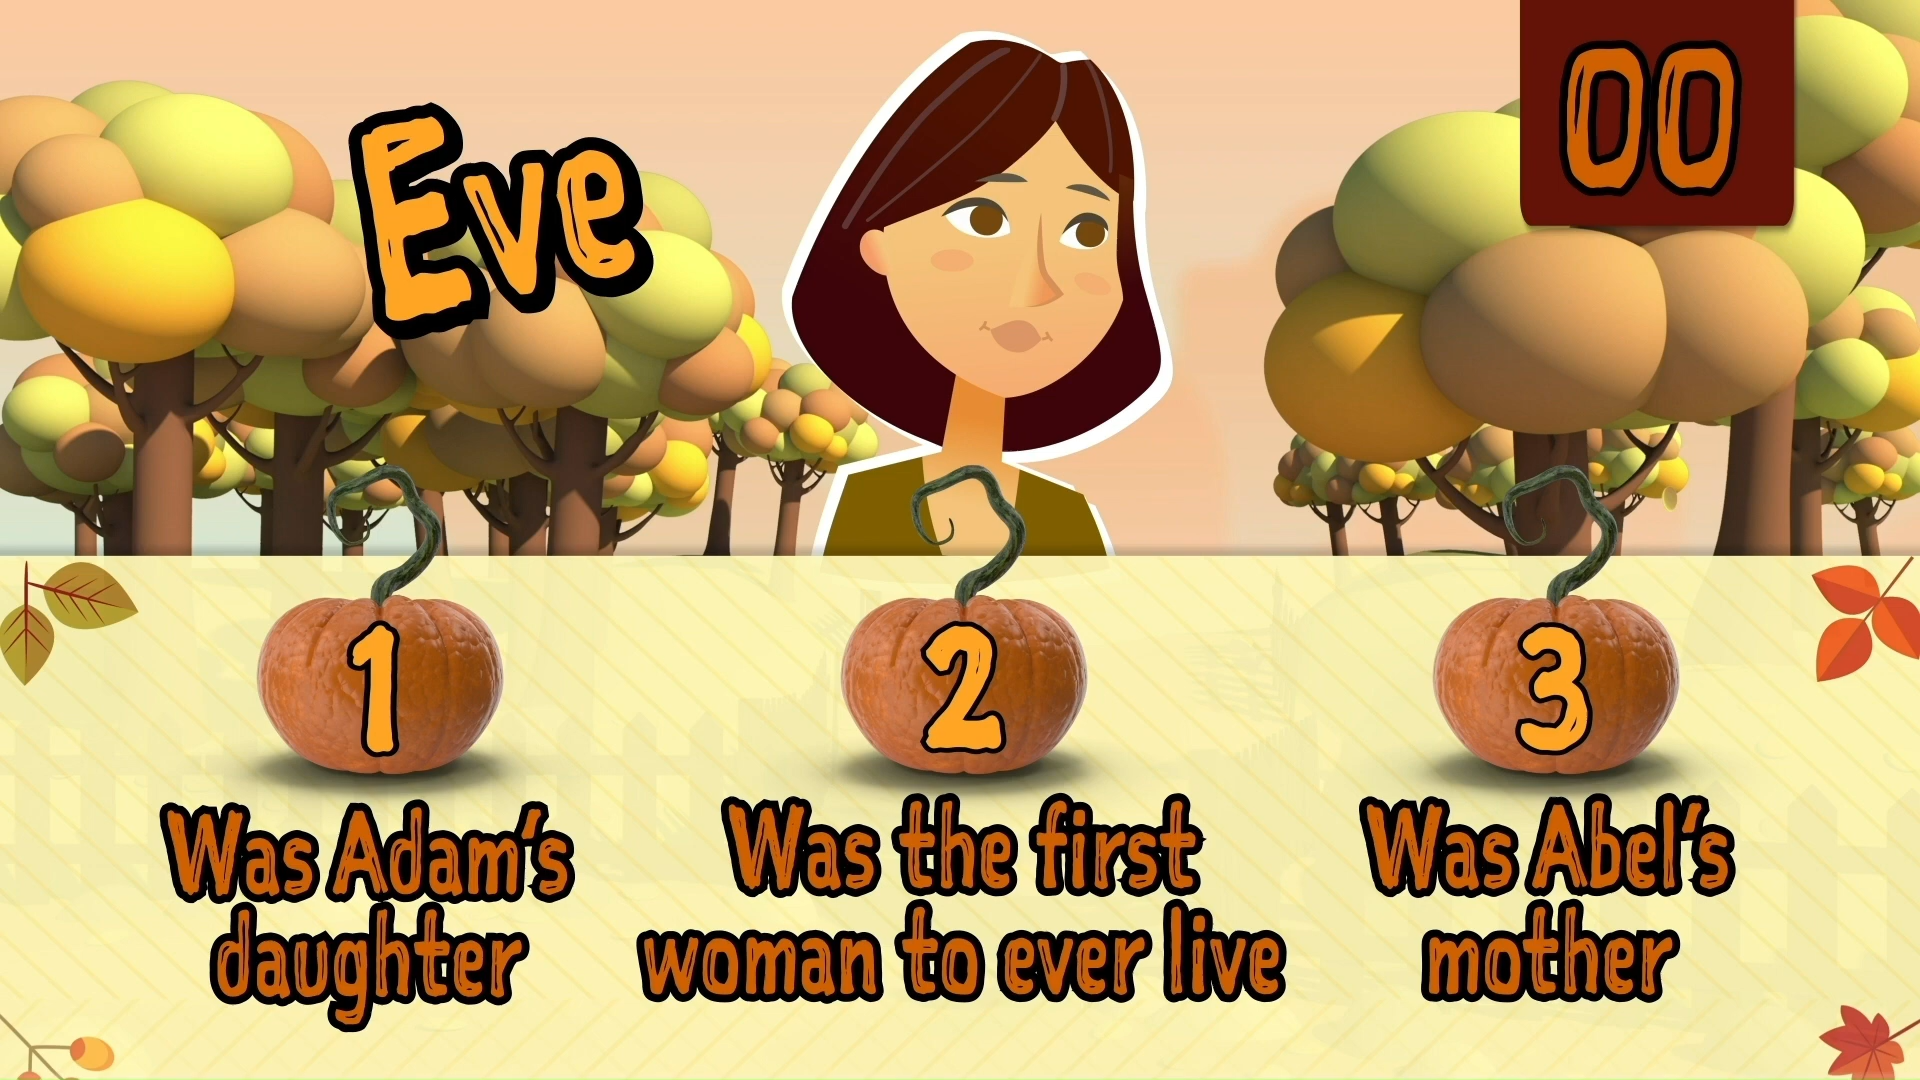 Eve
00
1
2
3
Was Adam's
daughter
Was the first
woman to ever live
Was Abel's
mother